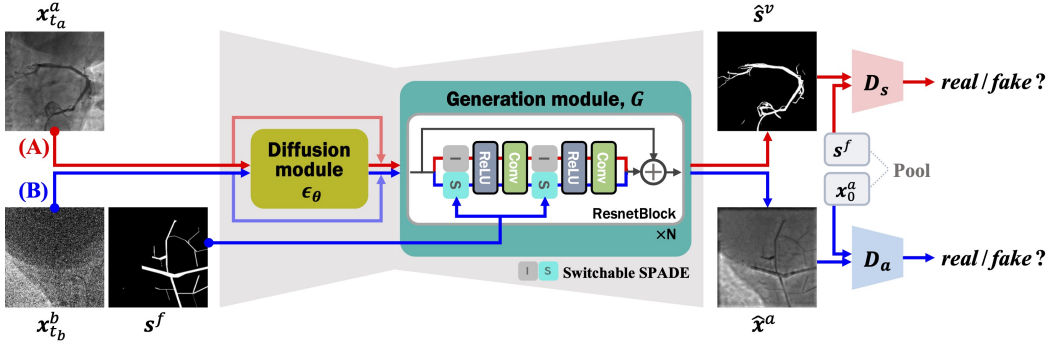 x^a_{t_a}
ŝ^v
Generation module, G
D_s
real / fake ?
(A)
Diffusion
module
ϵ_θ
I
ReLU
Conv
I
ReLU
Conv
s^f
Pool
(B)
S
S
x^a_0
ResnetBlock
×N
D_a
real / fake ?
I S Switchable SPADE
x^b_{t_b}
s^f
x̂^a